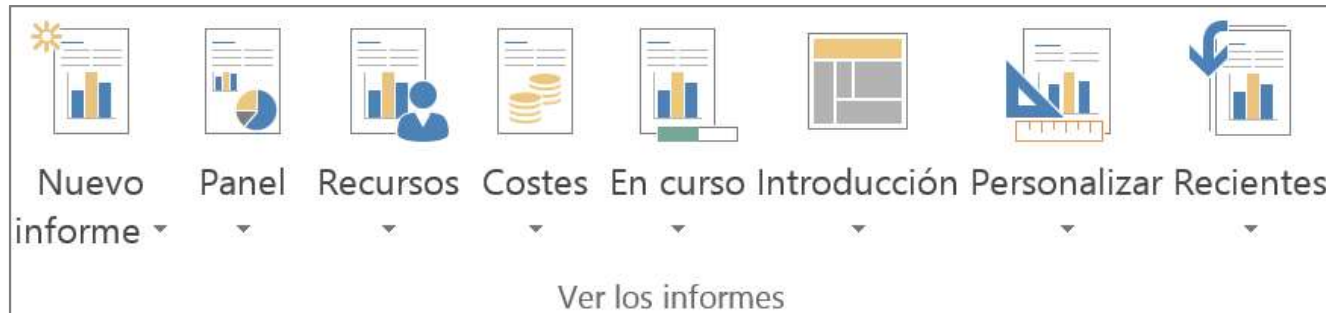 Nuevo informe
Panel
Recursos
Costes
En curso
Introducción
Personalizar
Recientes
Ver los informes